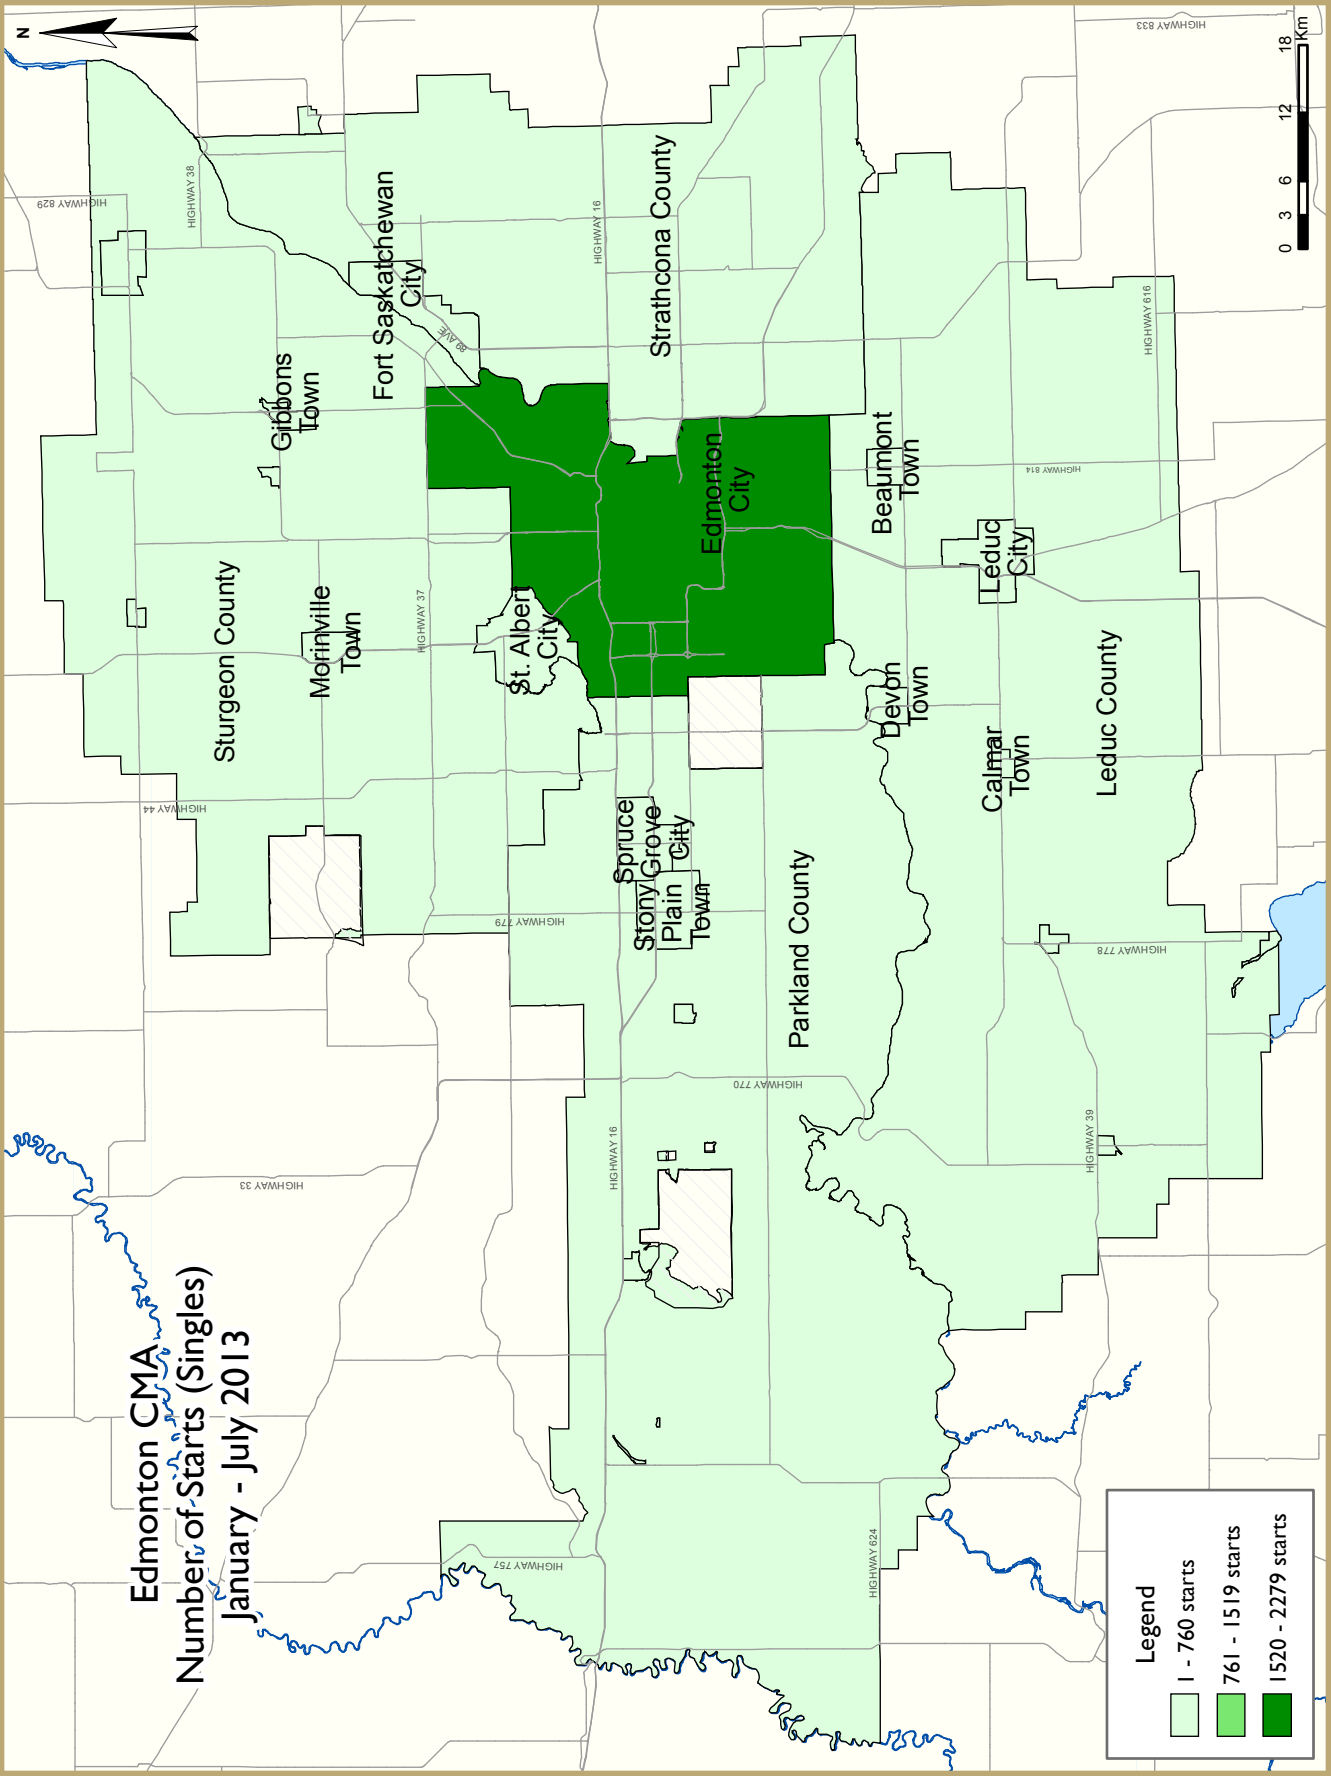 Edmonton CMA
Number of Starts (Singles)
January - July 2013
N
HIGHWAY 829
HIGHWAY 38
HIGHWAY 833
HIGHWAY 44
Sturgeon County
Gibbons
Town
Morinville
Town
Fort Saskatchewan
City
89 AVE
HIGHWAY 37
HIGHWAY 33
HIGHWAY 779
HIGHWAY 757
St. Albert
City
HIGHWAY 16
HIGHWAY 16
Strathcona County
Spruce
Grove
City
Stony
Plain
Town
Edmonton
City
HIGHWAY 770
Parkland County
HIGHWAY 624
Beaumont
Town
Devon
Town
HIGHWAY 814
Leduc
City
Calmar
Town
HIGHWAY 39
HIGHWAY 778
Leduc County
HIGHWAY 616
Legend
1 - 760 starts
761 - 1519 starts
1520 - 2279 starts
0 3 6 12 18
Km